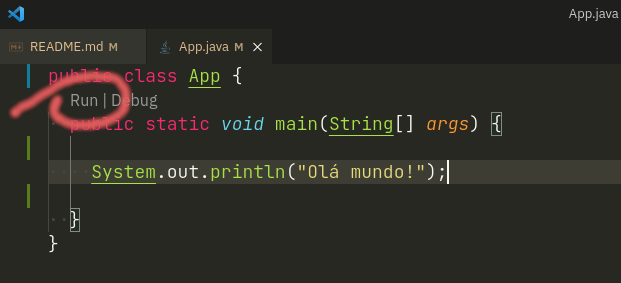 App.java
README.md M App.java M ×
public class App {
Run | Debug
public static void main(String[] args) {
System.out.println("Olá mundo!");
}
}